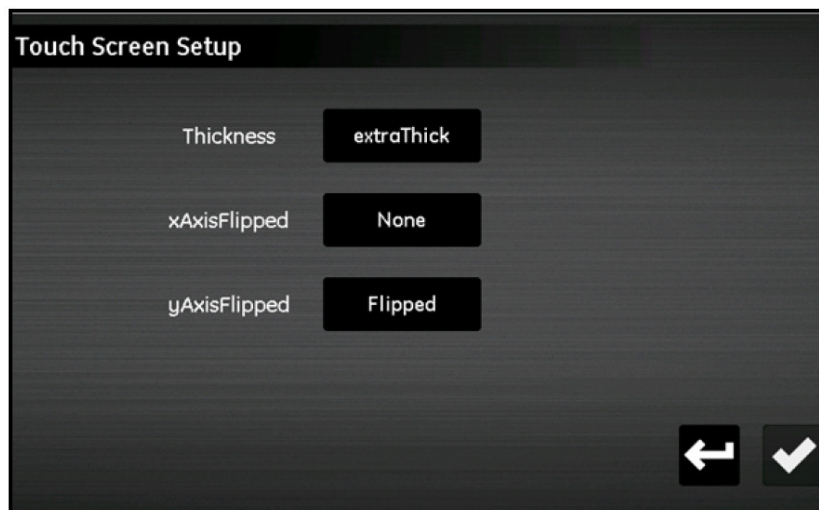 Touch Screen Setup
Thickness extraThick
xAxisFlipped None
yAxisFlipped Flipped